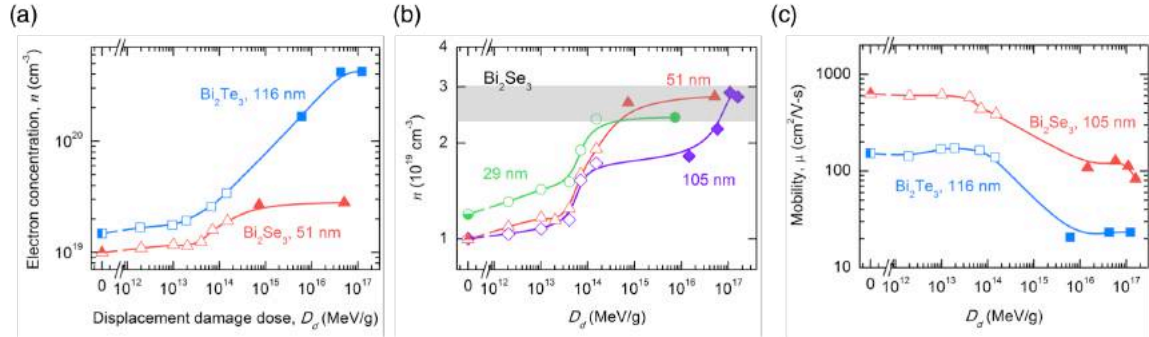 (a)
Electron concentration, n (cm⁻³)
10²⁰
10¹⁹
Bi₂Te₃, 116 nm
Bi₂Se₃, 51 nm
0 10¹² 10¹³ 10¹⁴ 10¹⁵ 10¹⁶ 10¹⁷
Displacement damage dose, D_d (MeV/g)
(b)
n (10¹⁹ cm⁻³)
4
3
2
1
Bi₂Se₃
51 nm
29 nm
105 nm
0 10¹² 10¹³ 10¹⁴ 10¹⁵ 10¹⁶ 10¹⁷
D_d (MeV/g)
(c)
Mobility, μ (cm²/V-s)
1000
100
10
Bi₂Se₃, 105 nm
Bi₂Te₃, 116 nm
0 10¹² 10¹³ 10¹⁴ 10¹⁵ 10¹⁶ 10¹⁷
D_d (MeV/g)